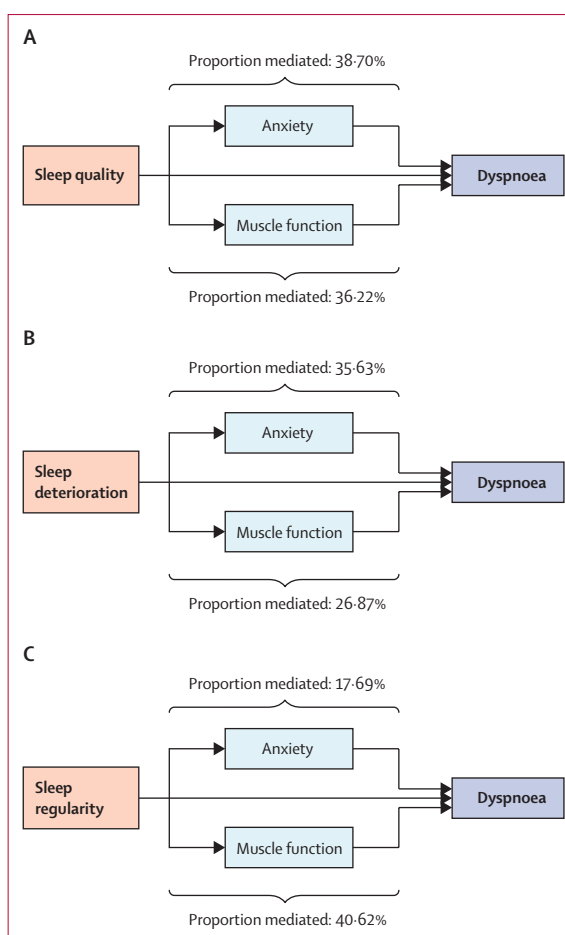 A
Proportion mediated: 38·70%
Anxiety
Sleep quality
Dyspnoea
Muscle function
Proportion mediated: 36·22%
B
Proportion mediated: 35·63%
Anxiety
Sleep
deterioration
Dyspnoea
Muscle function
Proportion mediated: 26·87%
C
Proportion mediated: 17·69%
Anxiety
Sleep
regularity
Dyspnoea
Muscle function
Proportion mediated: 40·62%